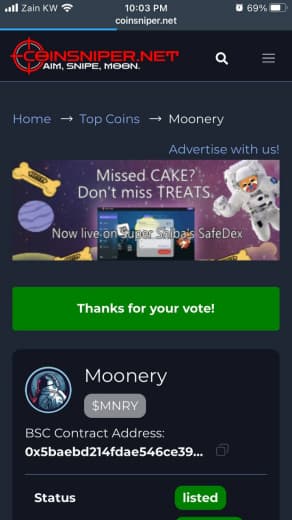 Zain KW 10:03 PM 69%
coinsniper.net
COINSNIPER.NET
AIM, SNIPE, MOON.
Home → Top Coins → Moonery
Advertise with us!
Missed CAKE?
Don't miss TREATS.
Now live on Super Shiba's SafeDex
Thanks for your vote!
Moonery
$MNRY
BSC Contract Address:
0x5baebd214fdae546ce39...
Status listed